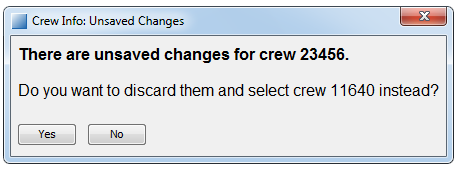 Crew Info: Unsaved Changes
There are unsaved changes for crew 23456.
Do you want to discard them and select crew 11640 instead?
Yes No